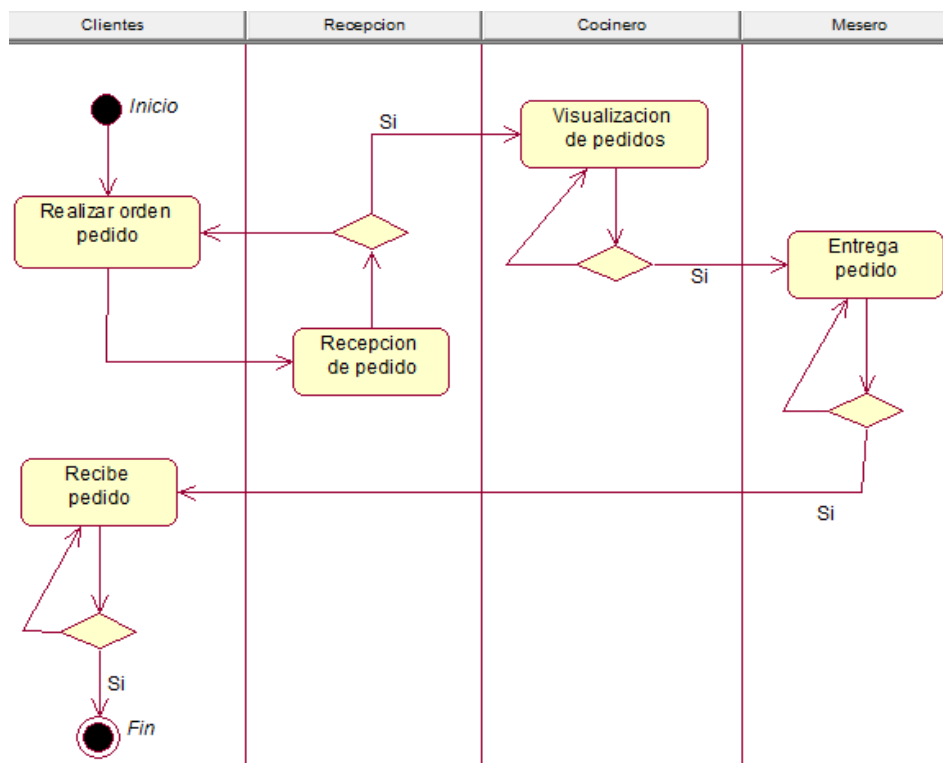 Clientes
Recepcion
Cocinero
Mesero
Inicio
Si
Visualizacion
de pedidos
Realizar orden
pedido
Entrega
pedido
Si
Recepcion
de pedido
Recibe
pedido
Si
Si
Fin